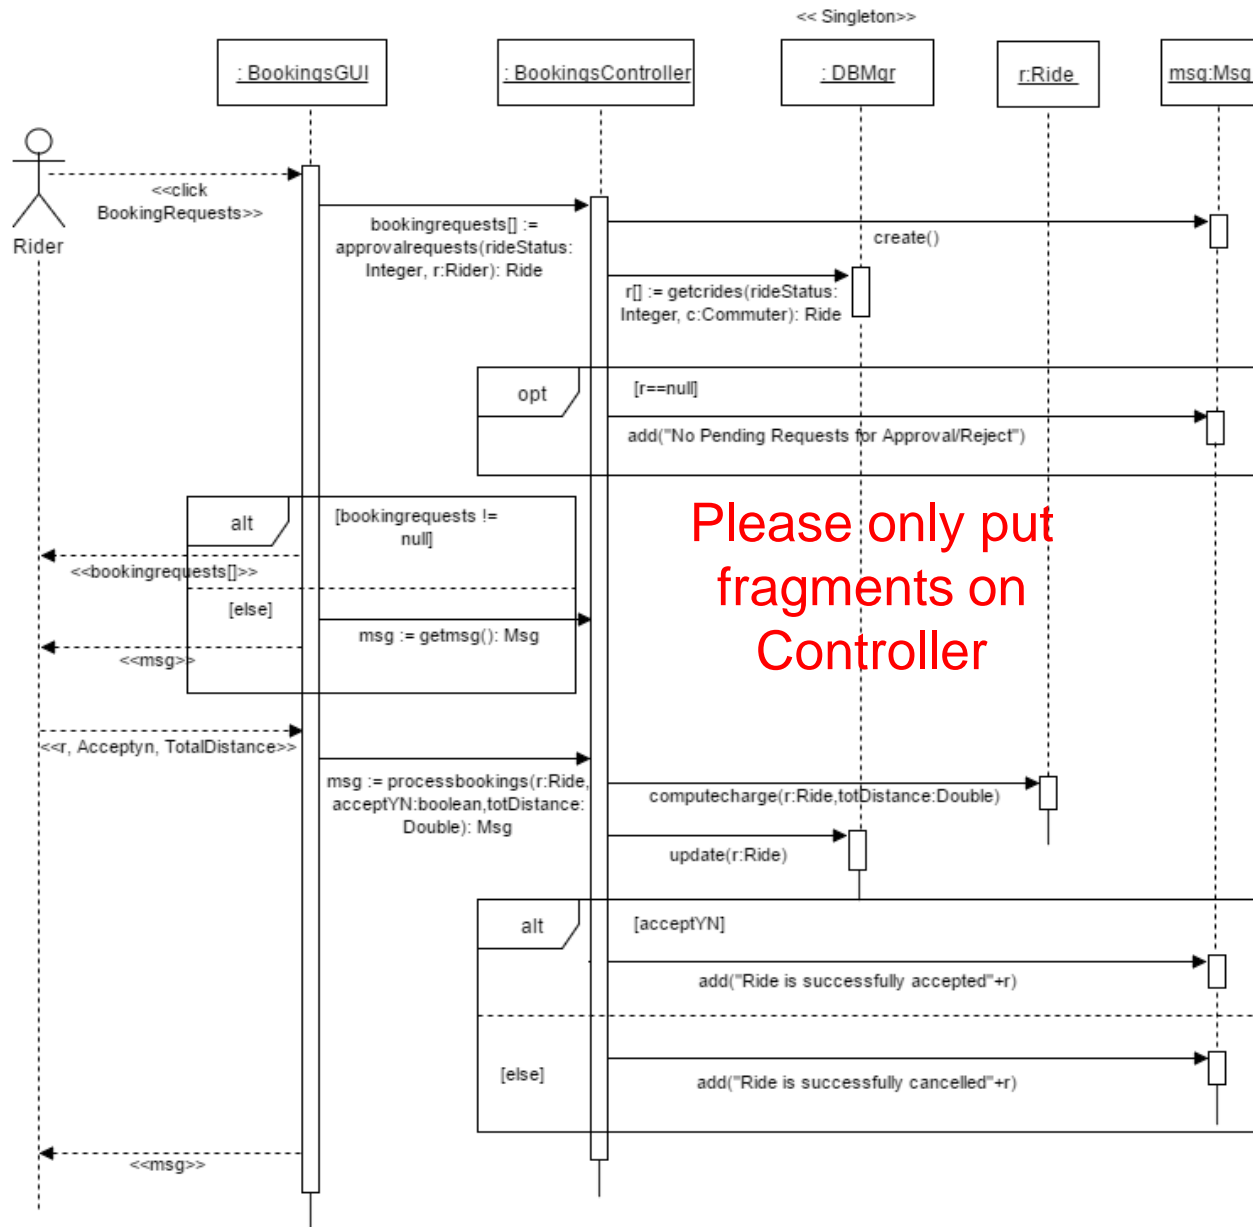 << Singleton>>
: BookingsGUI
: BookingsController
: DBMgr
r:Ride
msg:Msg
<<click
BookingRequests>>
Rider
bookingrequests[] :=
approvalrequests(rideStatus:
Integer, r:Rider): Ride
create()
r[] := getcrides(rideStatus:
Integer, c:Commuter): Ride
opt
[r==null]
add("No Pending Requests for Approval/Reject")
alt
[bookingrequests !=
null]
<<bookingrequests[]>>
[else]
msg := getmsg(): Msg
<<msg>>
Please only put
fragments on
Controller
<<r, Acceptyn, TotalDistance>>
msg := processbookings(r:Ride,
acceptYN:boolean,totDistance:
Double): Msg
computecharge(r:Ride,totDistance:Double)
update(r:Ride)
alt
[acceptYN]
add("Ride is successfully accepted"+r)
[else]
add("Ride is successfully cancelled"+r)
<<msg>>